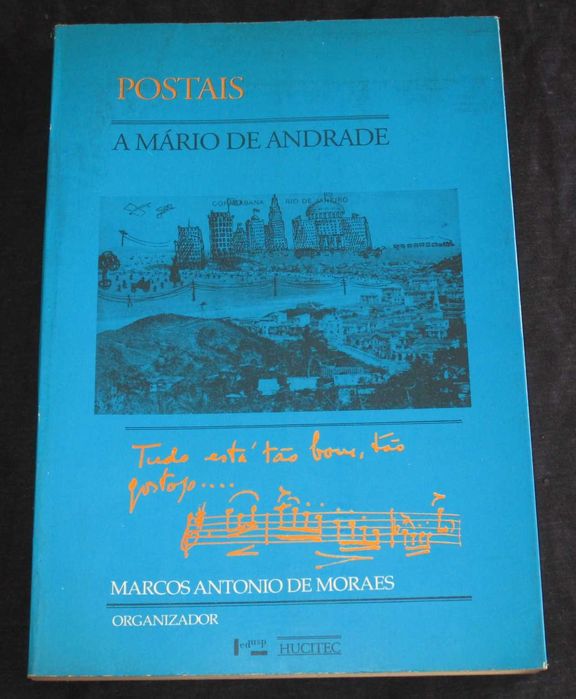 POSTAIS
A MÁRIO DE ANDRADE
COPACABANA RIO DE JANEIRO
Tudo está tão bom, tão
gostoso....
MARCOS ANTONIO DE MORAES
ORGANIZADOR
edusp HUCITEC